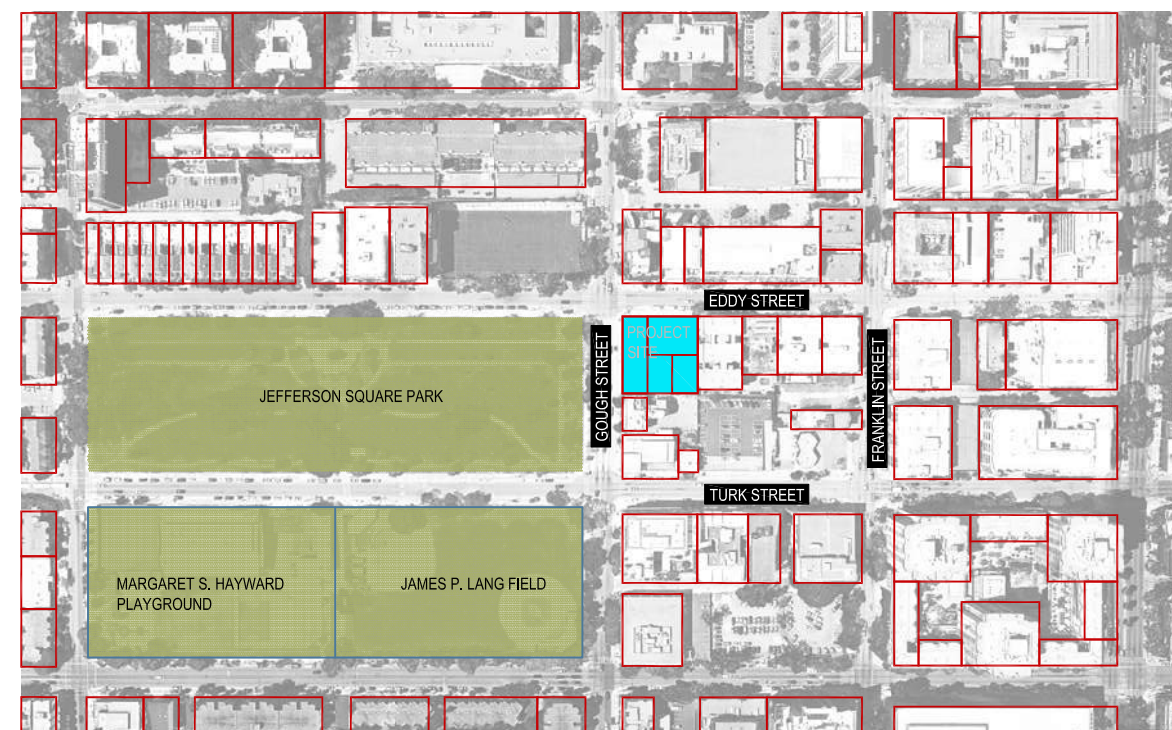 EDDY STREET
PROJECT
SITE
GOUGH STREET
FRANKLIN STREET
JEFFERSON SQUARE PARK
TURK STREET
MARGARET S. HAYWARD
PLAYGROUND
JAMES P. LANG FIELD